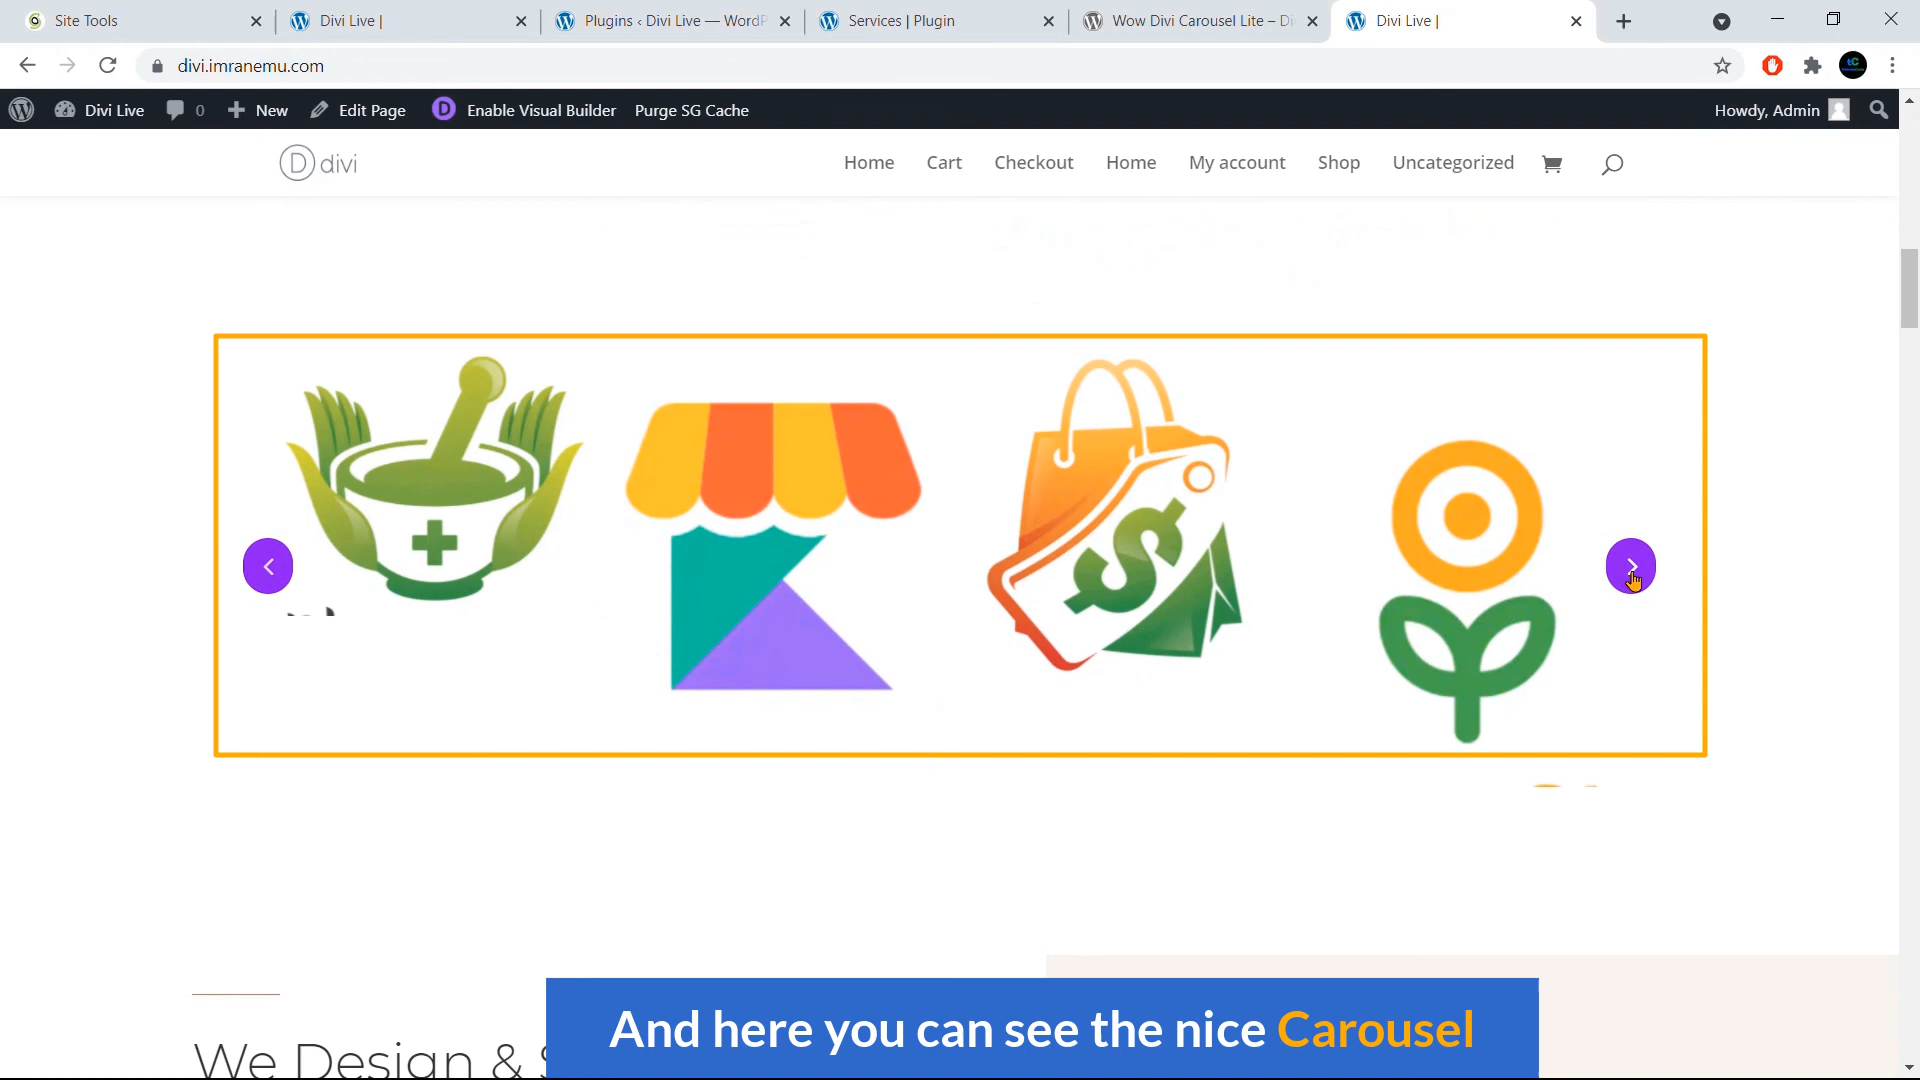 Site Tools
Divi Live |
Plugins ‹ Divi Live — WordP
Services | Plugin
Wow Divi Carousel Lite – Di
Divi Live |
divi.imranemu.com
tC
Divi Live
0
New
Edit Page
D
Enable Visual Builder
Purge SG Cache
Howdy, Admin
D divi
Home
Cart
Checkout
Home
My account
Shop
Uncategorized
$
We Design &
And here you can see the nice Carousel